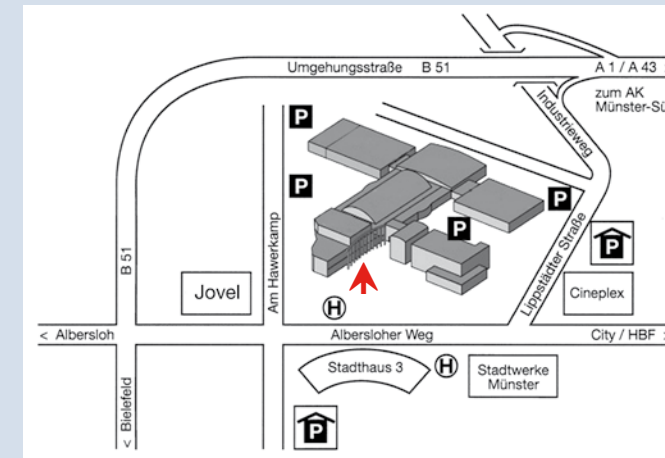 Umgehungsstraße B 51
A 1 / A 43
zum AK
Münster-Sü
Industrieweg
P
P
P
P
P
Am Hawerkamp
B 51
Jovel
Lippstädter Straße
Cineplex
H
< Albersloh
Albersloher Weg
City / HBF >
Stadthaus 3
H
Stadtwerke
Münster
< Bielefeld
P